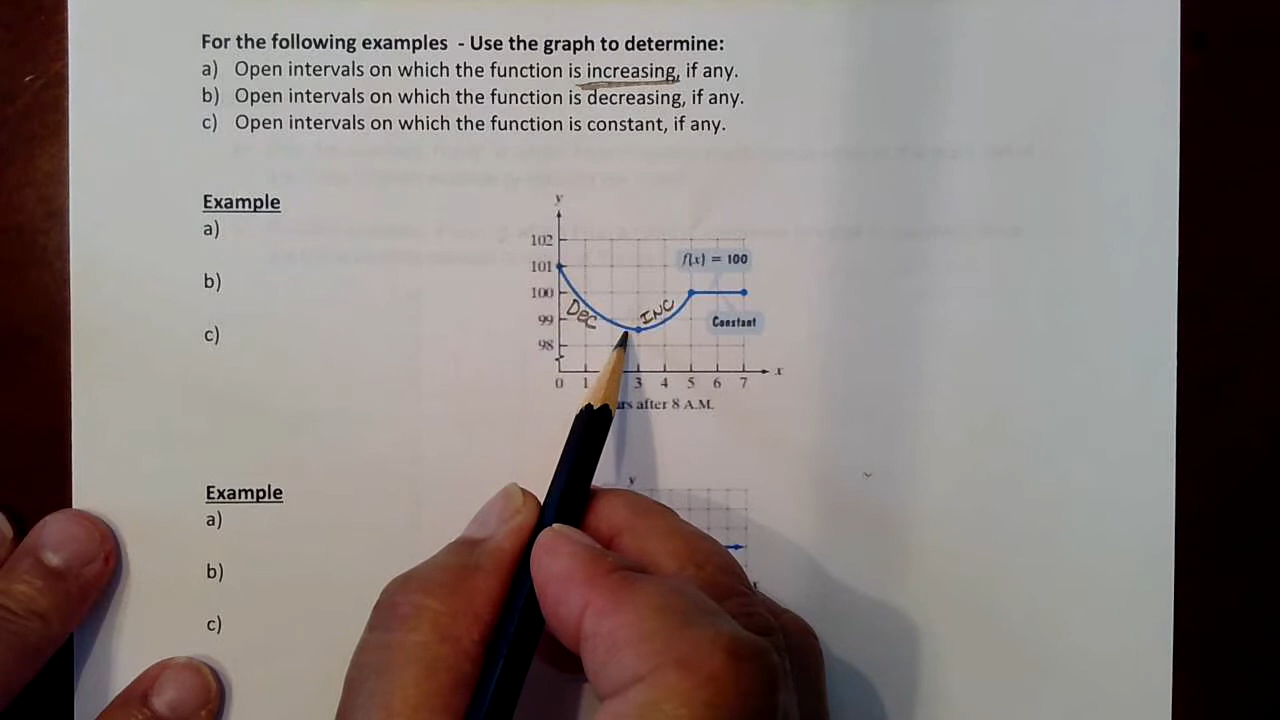 For the following examples - Use the graph to determine:
a) Open intervals on which the function is increasing, if any.
b) Open intervals on which the function is decreasing, if any.
c) Open intervals on which the function is constant, if any.
Example
a)
b)
c)
y
102
101
100
99
98
f(x) = 100
DEC
INC
Constant
0 1 3 4 5 6 7
x
after 8 A.M.
Example
a)
b)
c)
y
x